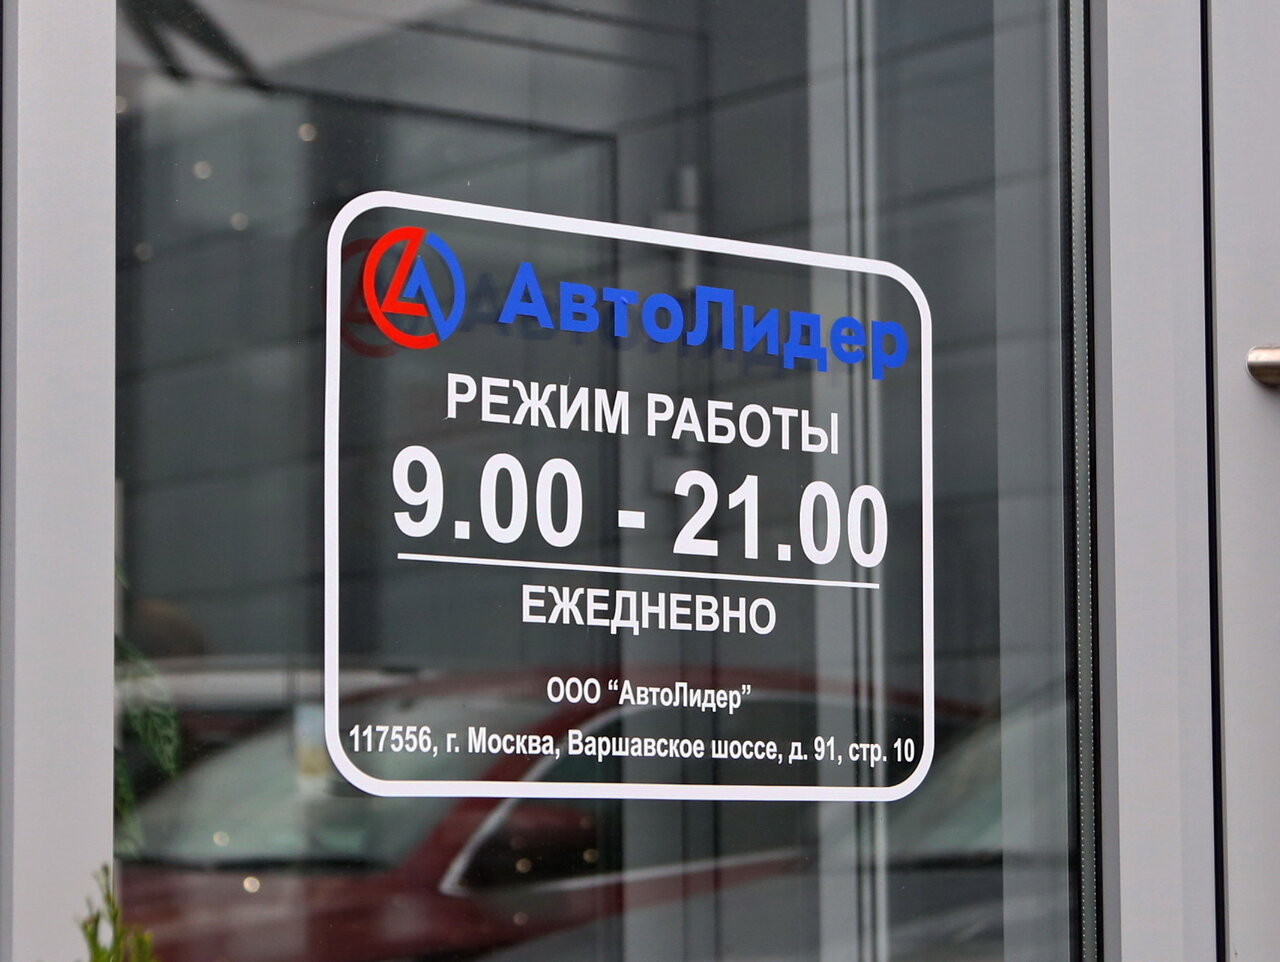 АвтоЛидер
РЕЖИМ РАБОТЫ
9.00 - 21.00
ЕЖЕДНЕВНО
ООО “АвтоЛидер”
117556, г. Москва, Варшавское шоссе, д. 91, стр. 10